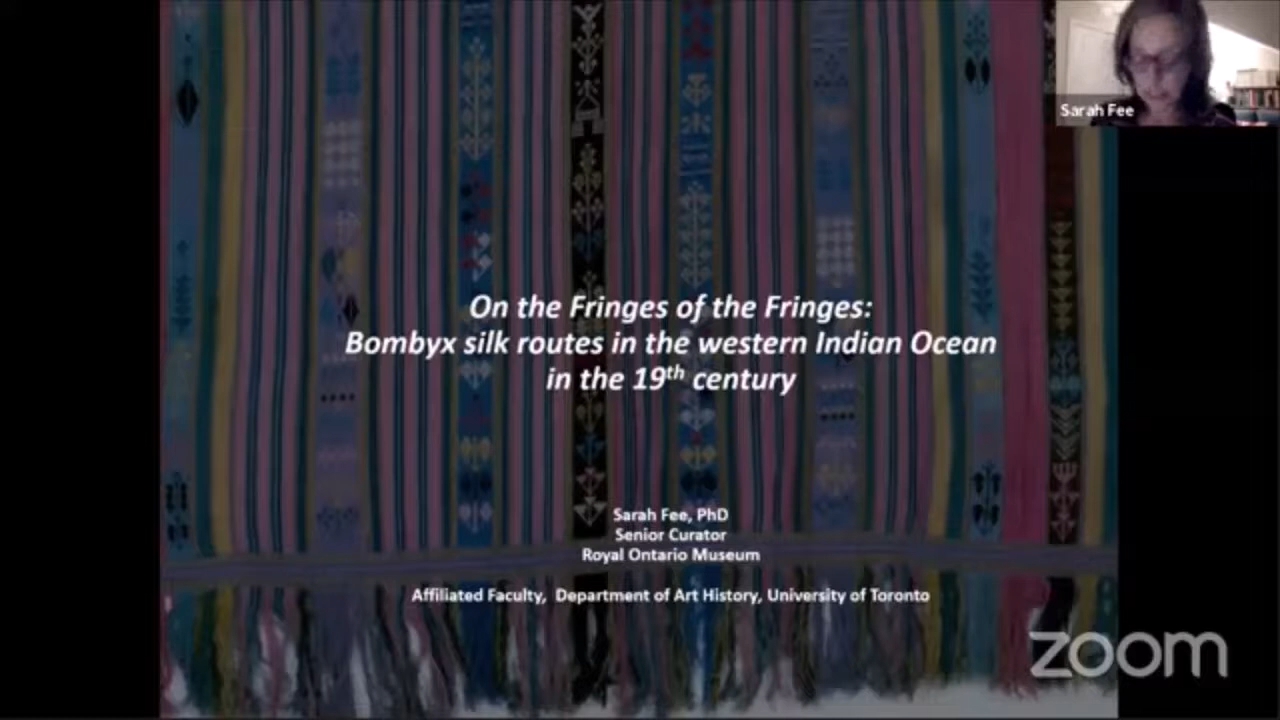 Sarah Fee
On the Fringes of the Fringes:
Bombyx silk routes in the western Indian Ocean
in the 19th century
Sarah Fee, PhD
Senior Curator
Royal Ontario Museum
Affiliated Faculty, Department of Art History, University of Toronto
zoom